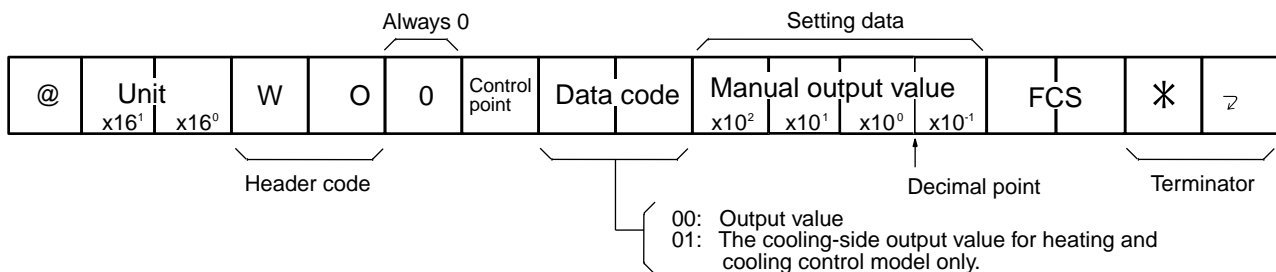 Always 0
Setting data
@ Unit W O 0 Control point Data code Manual output value FCS *
x16¹ x16⁰ x10² x10¹ x10⁰ x10⁻¹
Header code
Decimal point
Terminator
00: Output value
01: The cooling-side output value for heating and
cooling control model only.